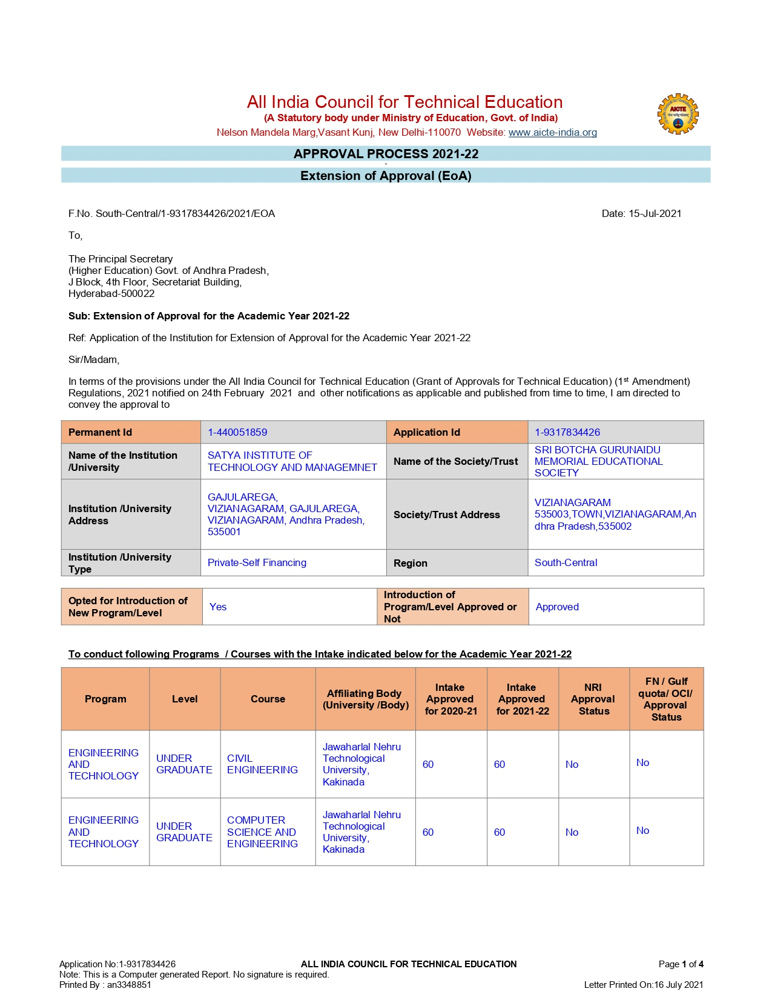 All India Council for Technical Education
(A Statutory body under Ministry of Education, Govt. of India)
Nelson Mandela Marg,Vasant Kunj, New Delhi-110070 Website: www.aicte-india.org
AICTE
APPROVAL PROCESS 2021-22
-
Extension of Approval (EoA)
F.No. South-Central/1-9317834426/2021/EOA
Date: 15-Jul-2021
To,
The Principal Secretary
(Higher Education) Govt. of Andhra Pradesh,
J Block, 4th Floor, Secretariat Building,
Hyderabad-500022
Sub: Extension of Approval for the Academic Year 2021-22
Ref: Application of the Institution for Extension of Approval for the Academic Year 2021-22
Sir/Madam,
In terms of the provisions under the All India Council for Technical Education (Grant of Approvals for Technical Education) (1st Amendment)
Regulations, 2021 notified on 24th February 2021 and other notifications as applicable and published from time to time, I am directed to
convey the approval to
Permanent Id
1-440051859
Application Id
1-9317834426
Name of the Institution
/University
SATYA INSTITUTE OF
TECHNOLOGY AND MANAGEMNET
Name of the Society/Trust
SRI BOTCHA GURUNAIDU
MEMORIAL EDUCATIONAL
SOCIETY
Institution /University
Address
GAJULAREGA,
VIZIANAGARAM, GAJULAREGA,
VIZIANAGARAM, Andhra Pradesh,
535001
Society/Trust Address
VIZIANAGARAM
535003,TOWN,VIZIANAGARAM,An
dhra Pradesh,535002
Institution /University
Type
Private-Self Financing
Region
South-Central
Opted for Introduction of
New Program/Level
Yes
Introduction of
Program/Level Approved or
Not
Approved
To conduct following Programs / Courses with the Intake indicated below for the Academic Year 2021-22
Program
Level
Course
Affiliating Body
(University /Body)
Intake
Approved
for 2020-21
Intake
Approved
for 2021-22
NRI
Approval
Status
FN / Gulf
quota/ OCI/
Approval
Status
ENGINEERING
AND
TECHNOLOGY
UNDER
GRADUATE
CIVIL
ENGINEERING
Jawaharlal Nehru
Technological
University,
Kakinada
60
60
No
No
ENGINEERING
AND
TECHNOLOGY
UNDER
GRADUATE
COMPUTER
SCIENCE AND
ENGINEERING
Jawaharlal Nehru
Technological
University,
Kakinada
60
60
No
No
Application No:1-9317834426
ALL INDIA COUNCIL FOR TECHNICAL EDUCATION
Page 1 of 4
Note: This is a Computer generated Report. No signature is required.
Printed By : an3348851
Letter Printed On:16 July 2021